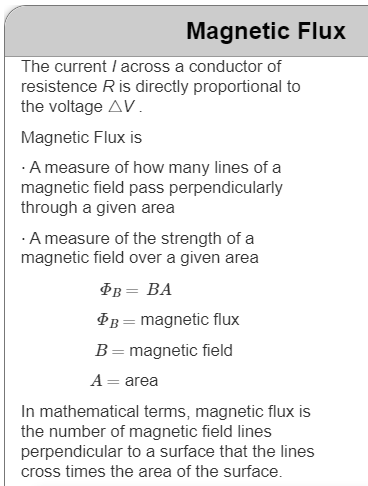 Magnetic Flux
The current I across a conductor of
resistence R is directly proportional to
the voltage △V.
Magnetic Flux is
· A measure of how many lines of a
magnetic field pass perpendicularly
through a given area
· A measure of the strength of a
magnetic field over a given area
Φ_B = BA
Φ_B = magnetic flux
B = magnetic field
A = area
In mathematical terms, magnetic flux is
the number of magnetic field lines
perpendicular to a surface that the lines
cross times the area of the surface.